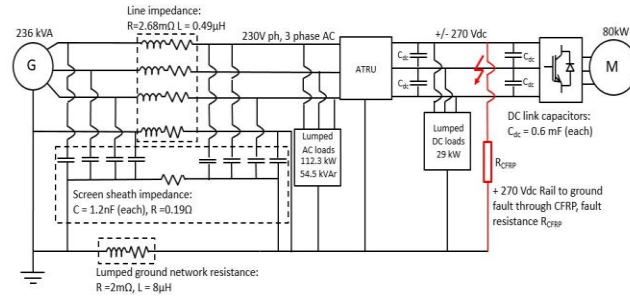 Line impedance:
R=2.68mΩ L = 0.49μH
236 kVA
G
230V ph, 3 phase AC
ATRU
+/- 270 Vdc
Cdc
Cdc
Cdc
Cdc
80kW
M
DC link capacitors:
Cdc = 0.6 mF (each)
Lumped
AC loads
112.3 kW
54.5 kVAr
Lumped
DC loads
29 kW
RCFRP
+ 270 Vdc Rail to ground
fault through CFRP, fault
resistance RCFRP
Screen sheath impedance:
C = 1.2nF (each), R =0.19Ω
Lumped ground network resistance:
R =2mΩ, L = 8μH